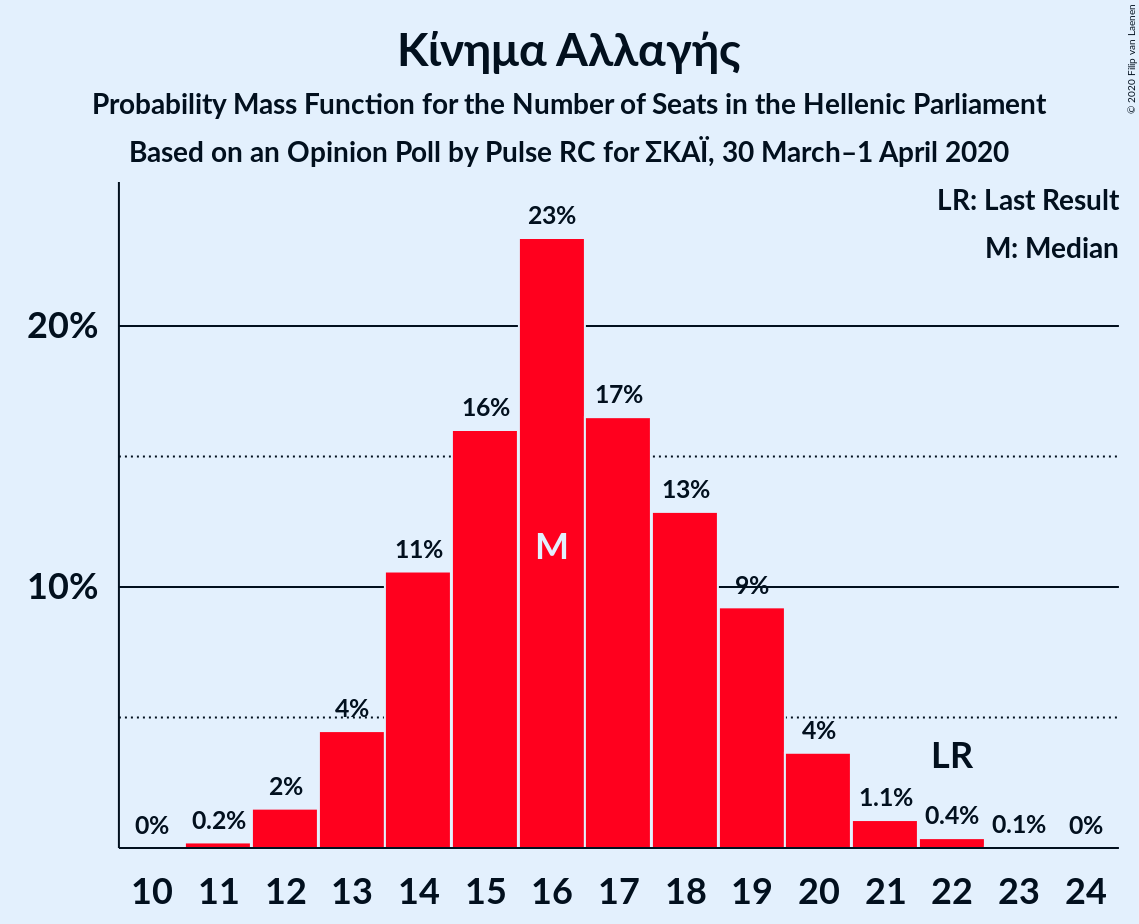 Κίνημα Αλλαγής
Probability Mass Function for the Number of Seats in the Hellenic Parliament
Based on an Opinion Poll by Pulse RC for ΣΚΑΪ, 30 March–1 April 2020
© 2020 Filip van Laenen
LR: Last Result
M: Median
20%
10%
0%
0.2%
2%
4%
11%
16%
23%
17%
13%
9%
4%
1.1%
0.4%
0.1%
0%
M
LR
10 11 12 13 14 15 16 17 18 19 20 21 22 23 24